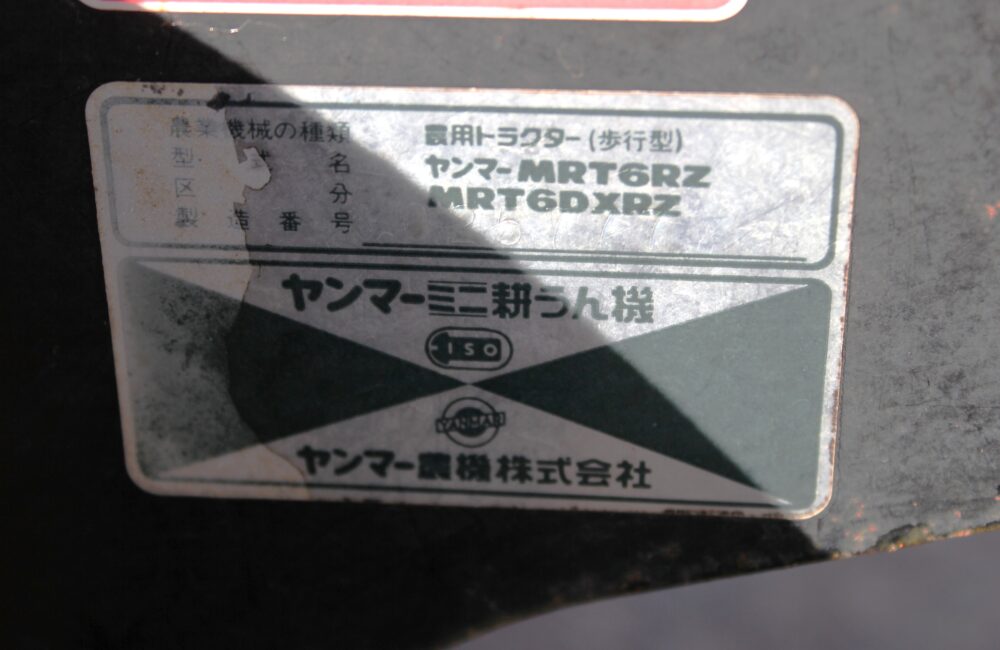 農業機械の種類 農用トラクター(歩行型)
型式名 ヤンマーMRT6RZ
区分 MRT6DXRZ
製造番号
ヤンマーミニ耕うん機
ISO
YANMAR
ヤンマー農機株式会社